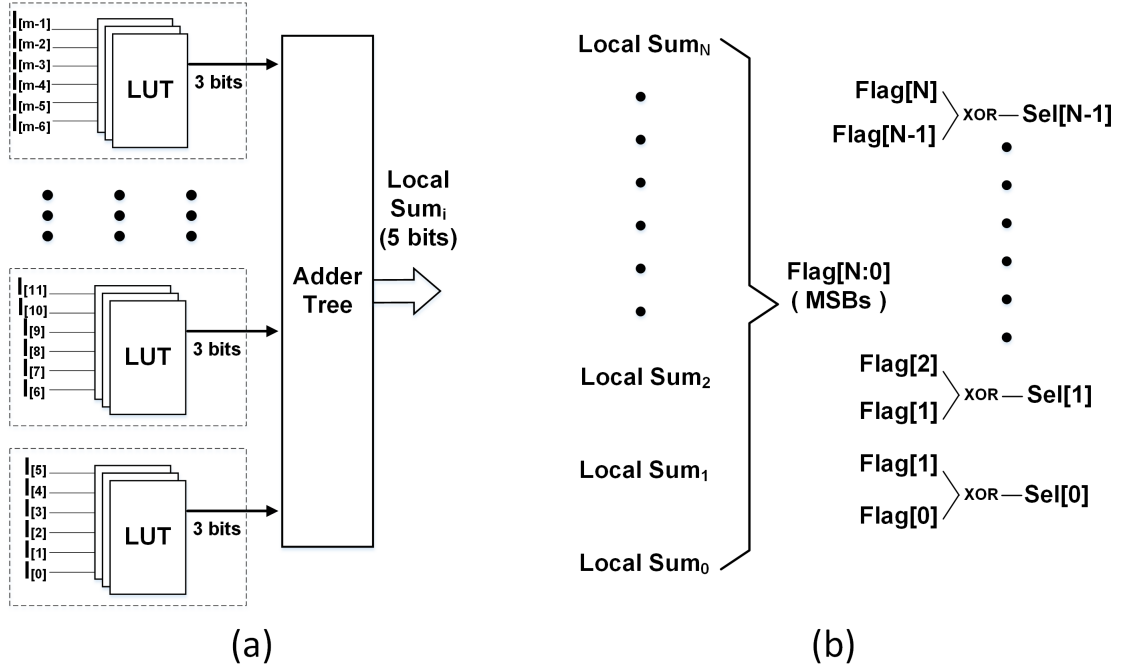 I[m-1]
I[m-2]
I[m-3]
I[m-4]
I[m-5]
I[m-6]
LUT
3 bits
I[11]
I[10]
I[9]
I[8]
I[7]
I[6]
LUT
3 bits
I[5]
I[4]
I[3]
I[2]
I[1]
I[0]
LUT
3 bits
Adder
Tree
Local
Sumi
(5 bits)
(a)
Local SumN
Local Sum2
Local Sum1
Local Sum0
Flag[N:0]
( MSBs )
Flag[N]
Flag[N-1]
XOR
Sel[N-1]
Flag[2]
Flag[1]
XOR
Sel[1]
Flag[1]
Flag[0]
XOR
Sel[0]
(b)